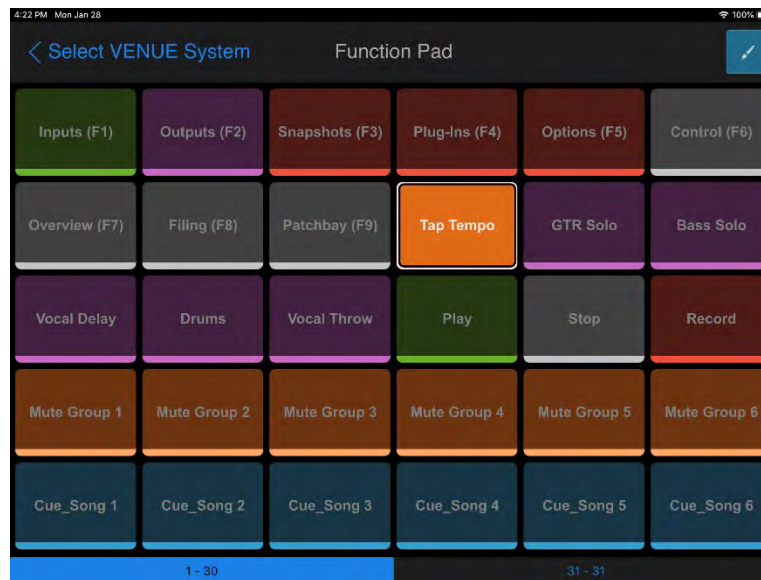 4:22 PM Mon Jan 28 100%
< Select VENUE System Function Pad
Inputs (F1) Outputs (F2) Snapshots (F3) Plug-Ins (F4) Options (F5) Control (F6)
Overview (F7) Filing (F8) Patchbay (F9) Tap Tempo GTR Solo Bass Solo
Vocal Delay Drums Vocal Throw Play Stop Record
Mute Group 1 Mute Group 2 Mute Group 3 Mute Group 4 Mute Group 5 Mute Group 6
Cue_Song 1 Cue_Song 2 Cue_Song 3 Cue_Song 4 Cue_Song 5 Cue_Song 6
1 - 30 31 - 31